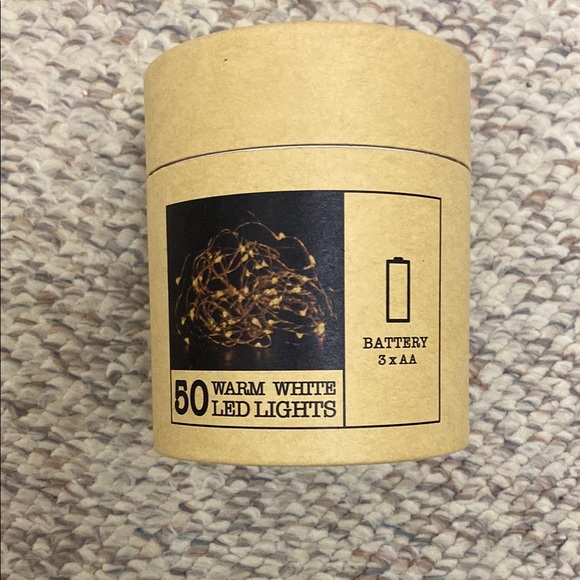 50 WARM WHITE
LED LIGHTS
BATTERY
3 x AA